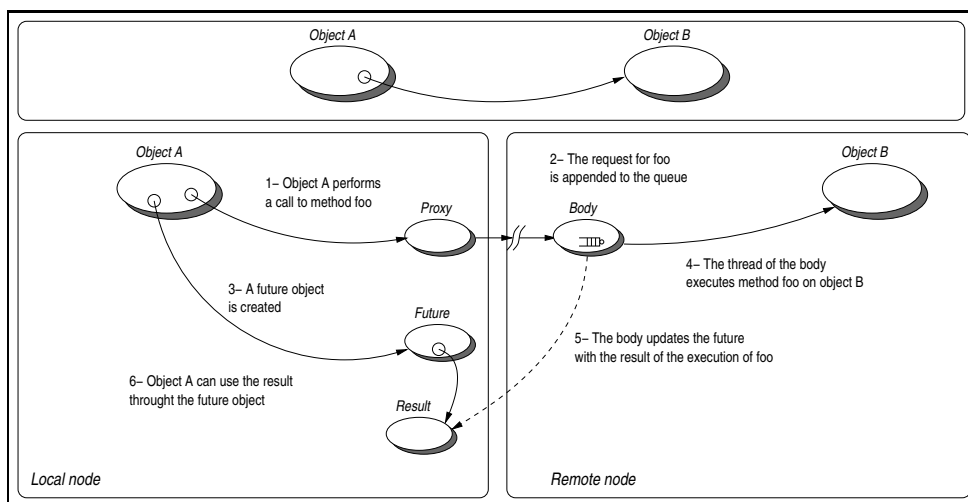 Object A
Object B
Object A
1– Object A performs
a call to method foo
Proxy
3– A future object
is created
Future
6– Object A can use the result
throught the future object
Result
Local node
2– The request for foo
is appended to the queue
Object B
Body
4– The thread of the body
executes method foo on object B
5– The body updates the future
with the result of the execution of foo
Remote node